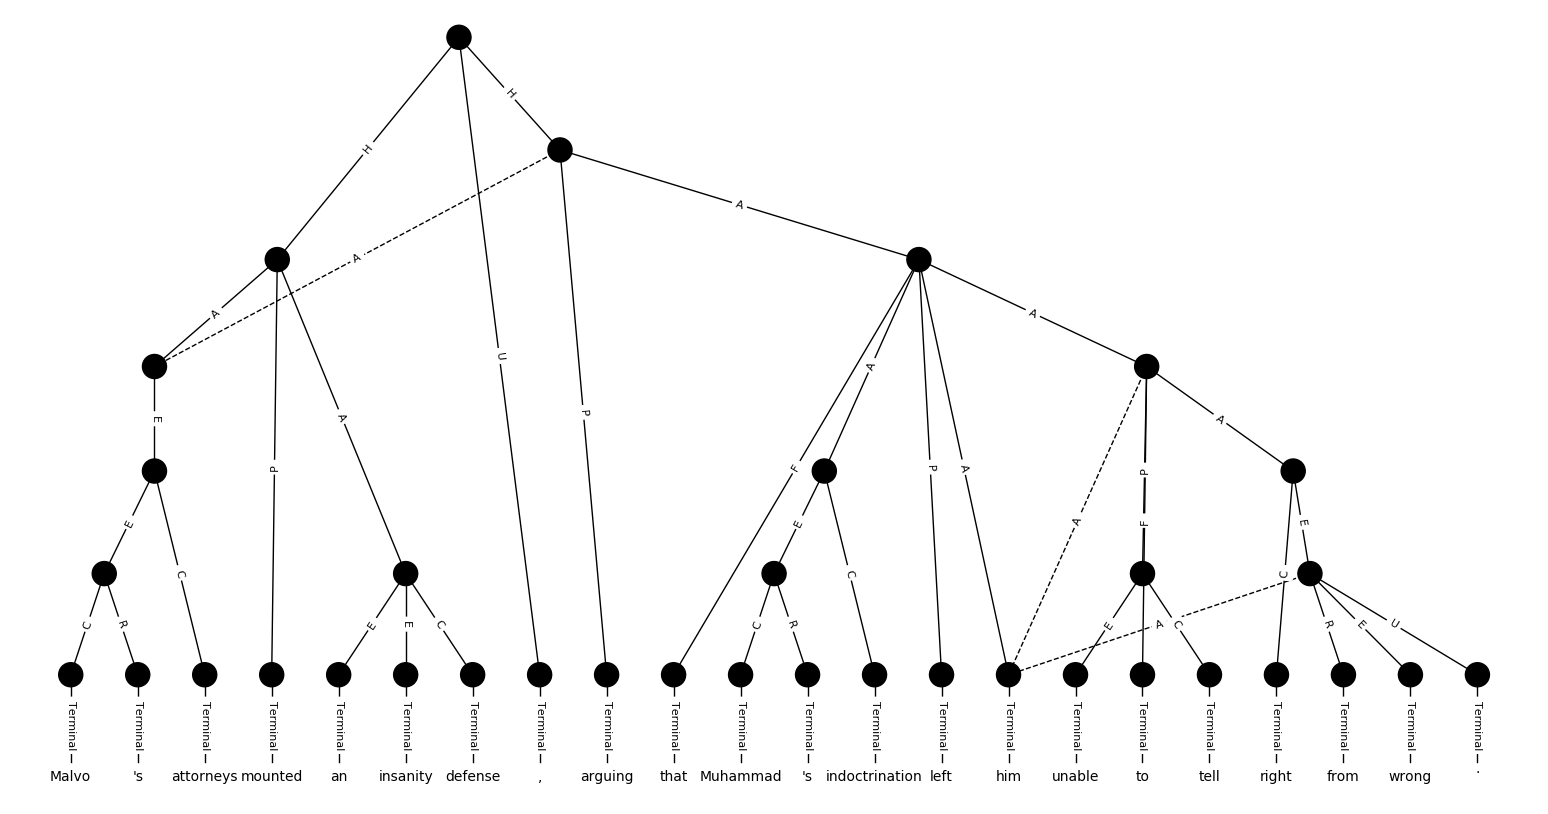 H
H
A
A
A
A
U
A
A
A
E
P
A
P
F
P
A
A
P
E
E
E
A
F
E
C
C
C
C
R
E
E
C
C
R
E
A
C
R
E
U
Terminal Terminal Terminal Terminal Terminal Terminal Terminal Terminal Terminal Terminal Terminal Terminal Terminal Terminal Terminal Terminal Terminal Terminal Terminal Terminal Terminal Terminal
Malvo 's attorneys mounted an insanity defense , arguing that Muhammad 's indoctrination left him unable to tell right from wrong .